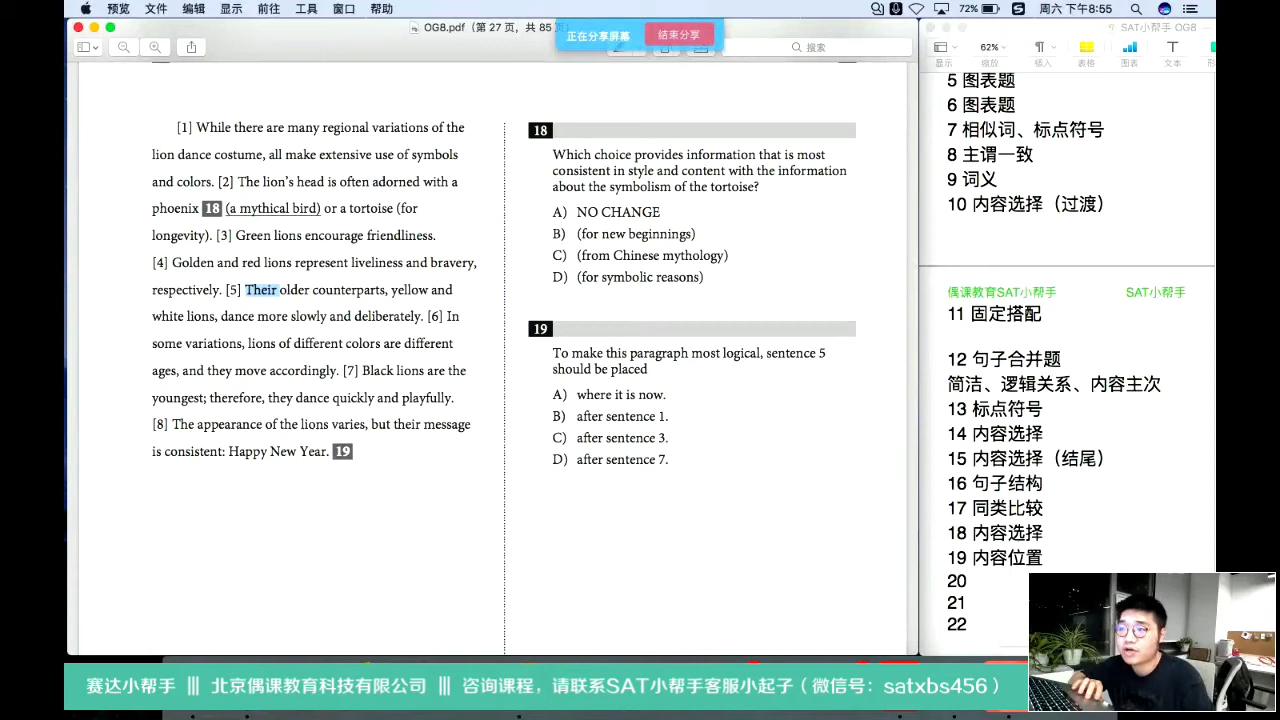 预览 文件 编辑 显示 前往 工具 窗口 帮助
72% 周六 下午8:55
OG8.pdf（第 27 页，共 85 页）
正在分享屏幕 结束分享
搜索
SAT小帮手 OG8
62%
显示 缩放 插入 表格 图表 文本
[1] While there are many regional variations of the
lion dance costume, all make extensive use of symbols
and colors. [2] The lion's head is often adorned with a
phoenix 18 (a mythical bird) or a tortoise (for
longevity). [3] Green lions encourage friendliness.
[4] Golden and red lions represent liveliness and bravery,
respectively. [5] Their older counterparts, yellow and
white lions, dance more slowly and deliberately. [6] In
some variations, lions of different colors are different
ages, and they move accordingly. [7] Black lions are the
youngest; therefore, they dance quickly and playfully.
[8] The appearance of the lions varies, but their message
is consistent: Happy New Year. 19
18
Which choice provides information that is most
consistent in style and content with the information
about the symbolism of the tortoise?
A) NO CHANGE
B) (for new beginnings)
C) (from Chinese mythology)
D) (for symbolic reasons)
19
To make this paragraph most logical, sentence 5
should be placed
A) where it is now.
B) after sentence 1.
C) after sentence 3.
D) after sentence 7.
5 图表题
6 图表题
7 相似词、标点符号
8 主谓一致
9 词义
10 内容选择（过渡）
偶课教育SAT小帮手 SAT小帮手
11 固定搭配
12 句子合并题
简洁、逻辑关系、内容主次
13 标点符号
14 内容选择
15 内容选择（结尾）
16 句子结构
17 同类比较
18 内容选择
19 内容位置
20
21
22
赛达小帮手 ||| 北京偶课教育科技有限公司 ||| 咨询课程，请联系SAT小帮手客服小起子（微信号：satxbs456）